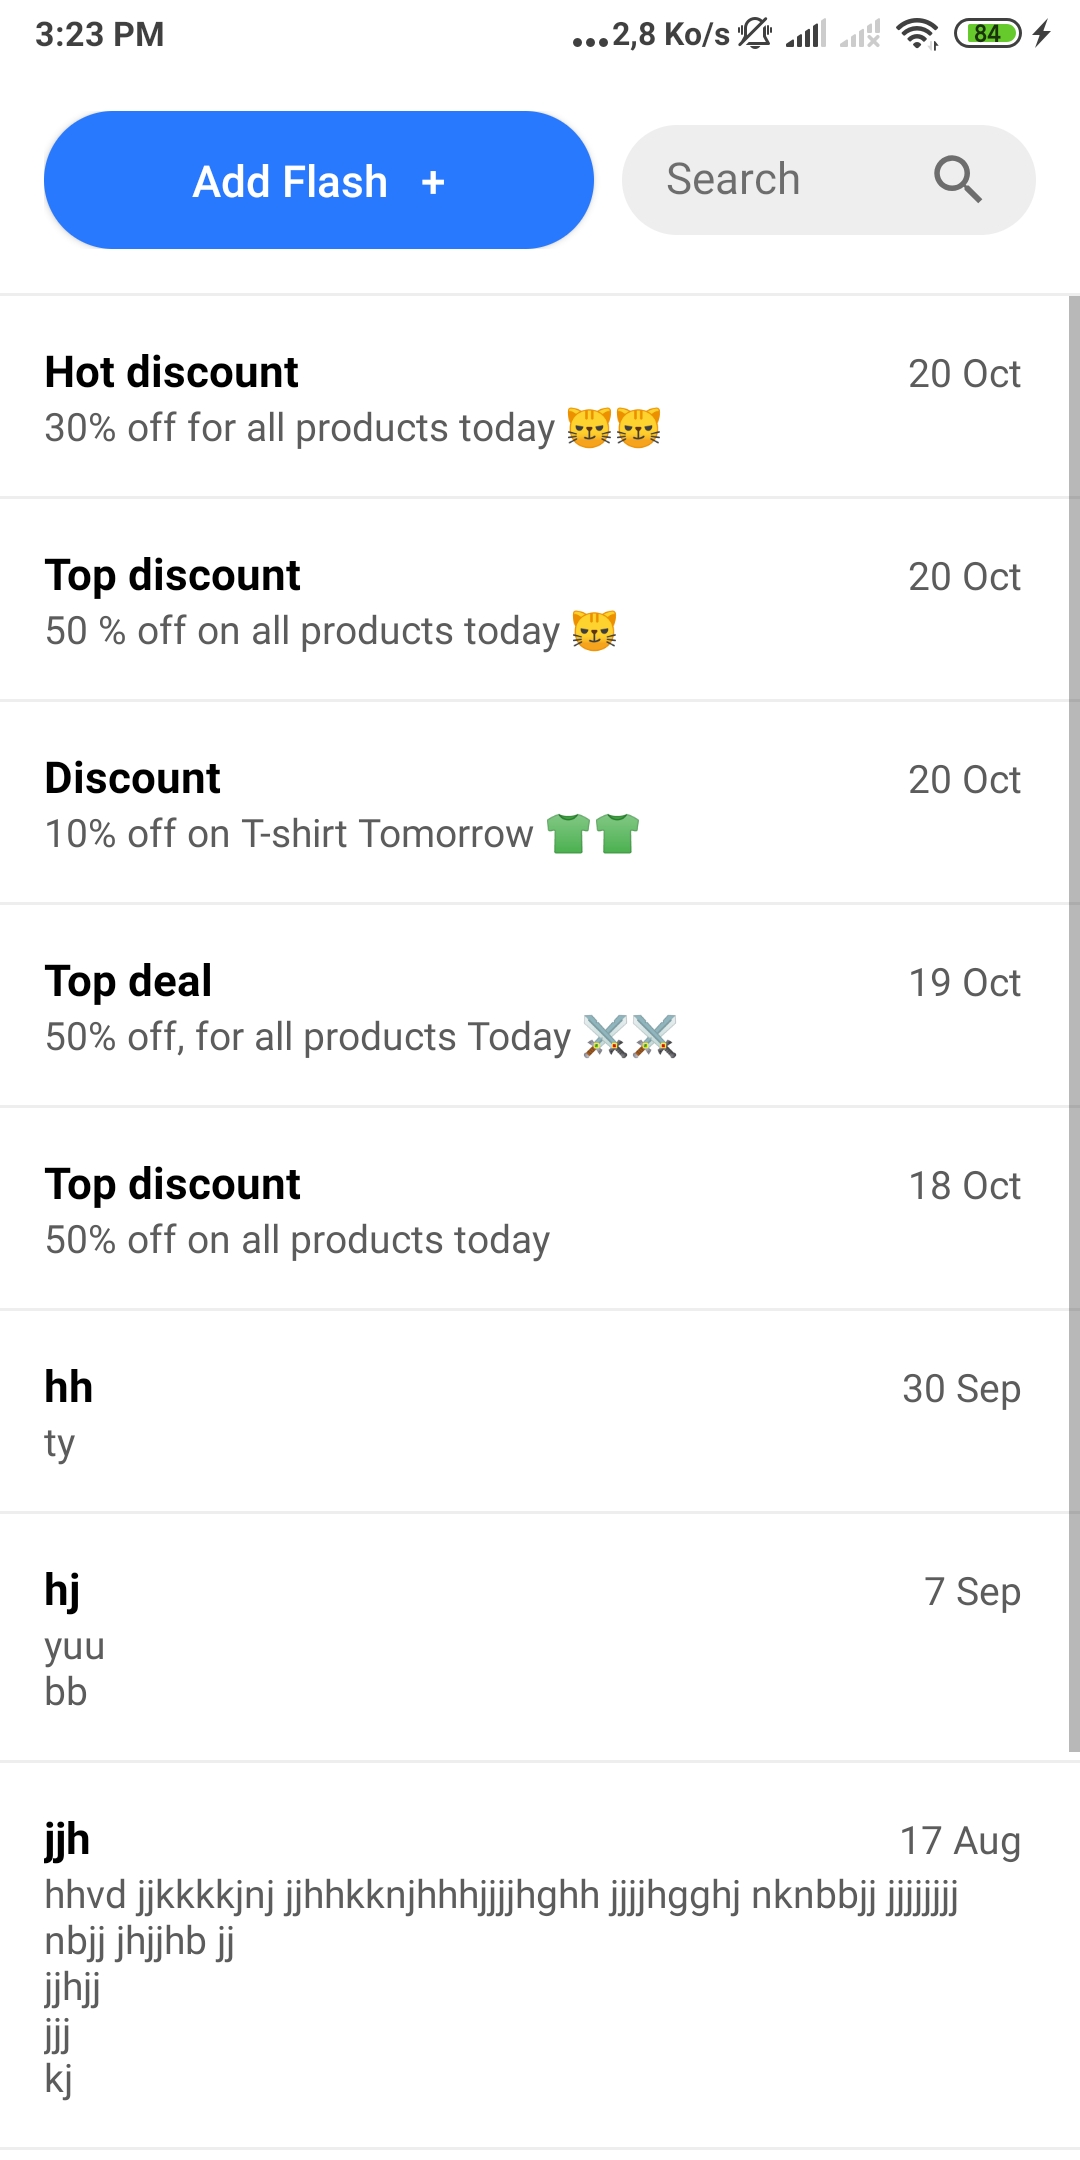 3:23 PM
...2,8 Ko/s 84
Add Flash +
Search
Hot discount 20 Oct
30% off for all products today 😼😼
Top discount 20 Oct
50 % off on all products today 😼
Discount 20 Oct
10% off on T-shirt Tomorrow 👕👕
Top deal 19 Oct
50% off, for all products Today ⚔️⚔️
Top discount 18 Oct
50% off on all products today
hh 30 Sep
ty
hj 7 Sep
yuu
bb
jjh 17 Aug
hhvd jjkkkkjnj jjhhkknjhhhjjjjhghh jjjjhgghj nknbbjj jjjjjjjj
nbjj jhjjhb jj
jjhjj
jjj
kj